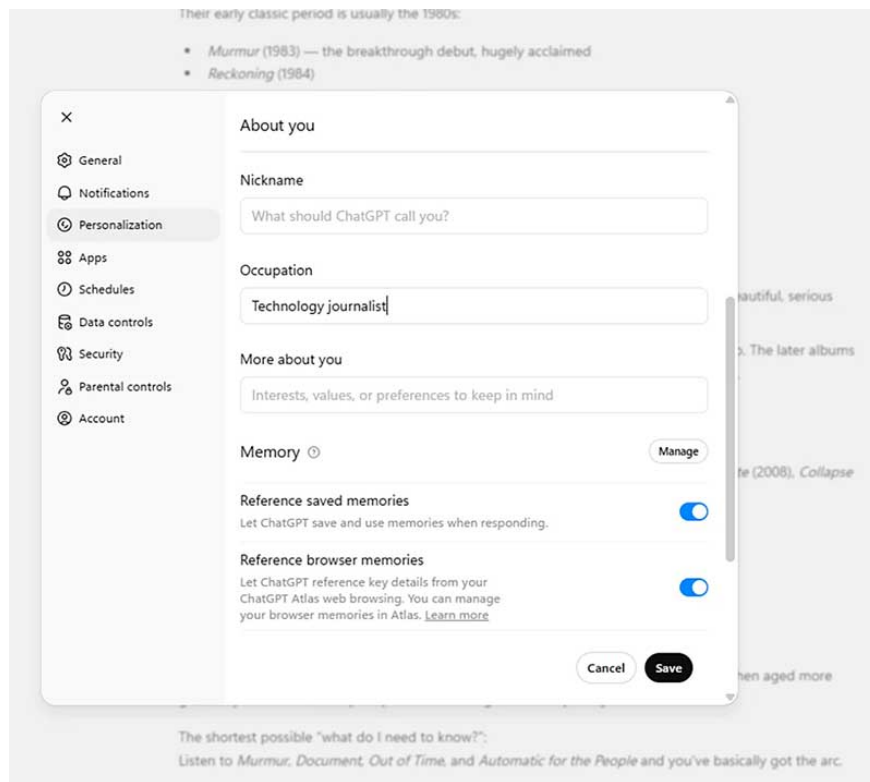 Their early classic period is usually the 1980s:
Murmur (1983) — the breakthrough debut, hugely acclaimed
Reckoning (1984)
About you
General
Notifications
Personalization
Apps
Schedules
Data controls
Security
Parental controls
Account
Nickname
What should ChatGPT call you?
Occupation
Technology journalist
More about you
Interests, values, or preferences to keep in mind
Memory
Manage
Reference saved memories
Let ChatGPT save and use memories when responding.
Reference browser memories
Let ChatGPT reference key details from your
ChatGPT Atlas web browsing. You can manage
your browser memories in Atlas. Learn more
Cancel
Save
serious
The later albums
(2008), Collapse
aged more
The shortest possible "what do I need to know?":
Listen to Murmur, Document, Out of Time, and Automatic for the People and you've basically got the arc.